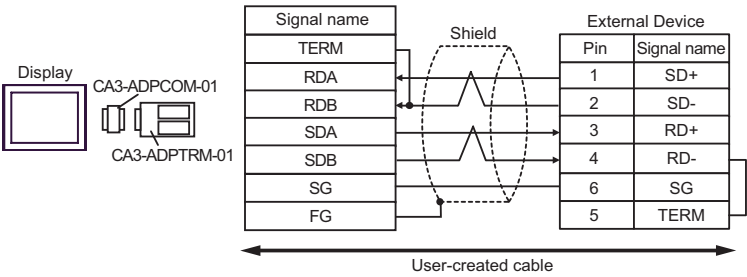 Display
CA3-ADPCOM-01
CA3-ADPTRM-01
Signal name
TERM
RDA
RDB
SDA
SDB
SG
FG
Shield
External Device
Pin Signal name
1 SD+
2 SD-
3 RD+
4 RD-
6 SG
5 TERM
User-created cable